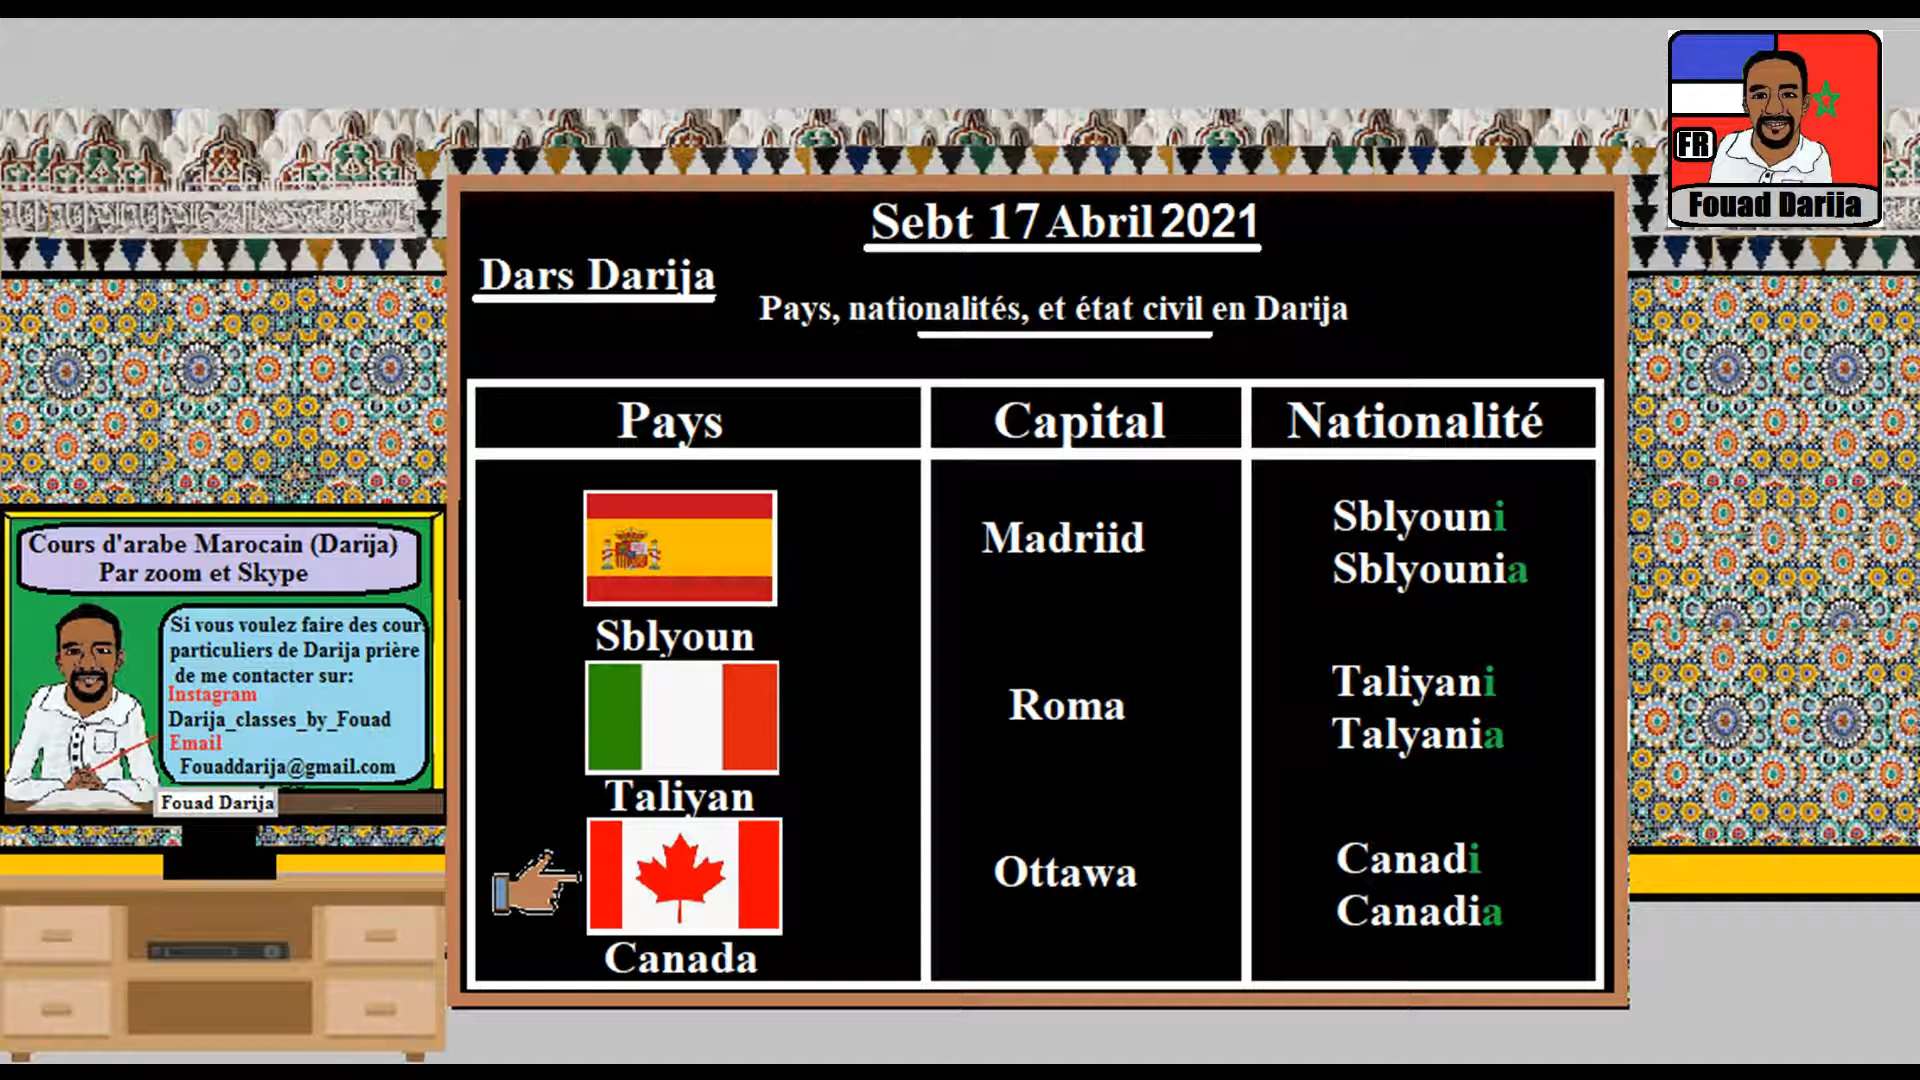 FR
Fouad Darija
Sebt 17 Abril 2021
Dars Darija
Pays, nationalités, et état civil en Darija
Pays
Capital
Nationalité
Sblyoun
Madriid
Sblyouni
Sblyounia
Taliyan
Roma
Taliyani
Talyania
Canada
Ottawa
Canadi
Canadia
Cours d'arabe Marocain (Darija)
Par zoom et Skype
Si vous voulez faire des cours
particuliers de Darija prière
de me contacter sur:
Instagram
Darija_classes_by_Fouad
Email
Fouaddarija@gmail.com
Fouad Darija